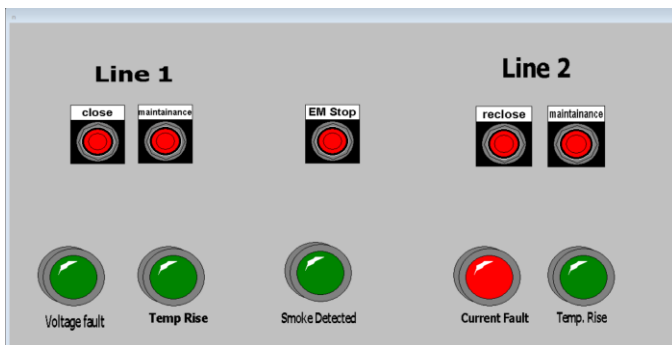 Line 1
Line 2
close
maintainance
EM Stop
reclose
maintainance
Voltage fault
Temp Rise
Smoke Detected
Current Fault
Temp. Rise